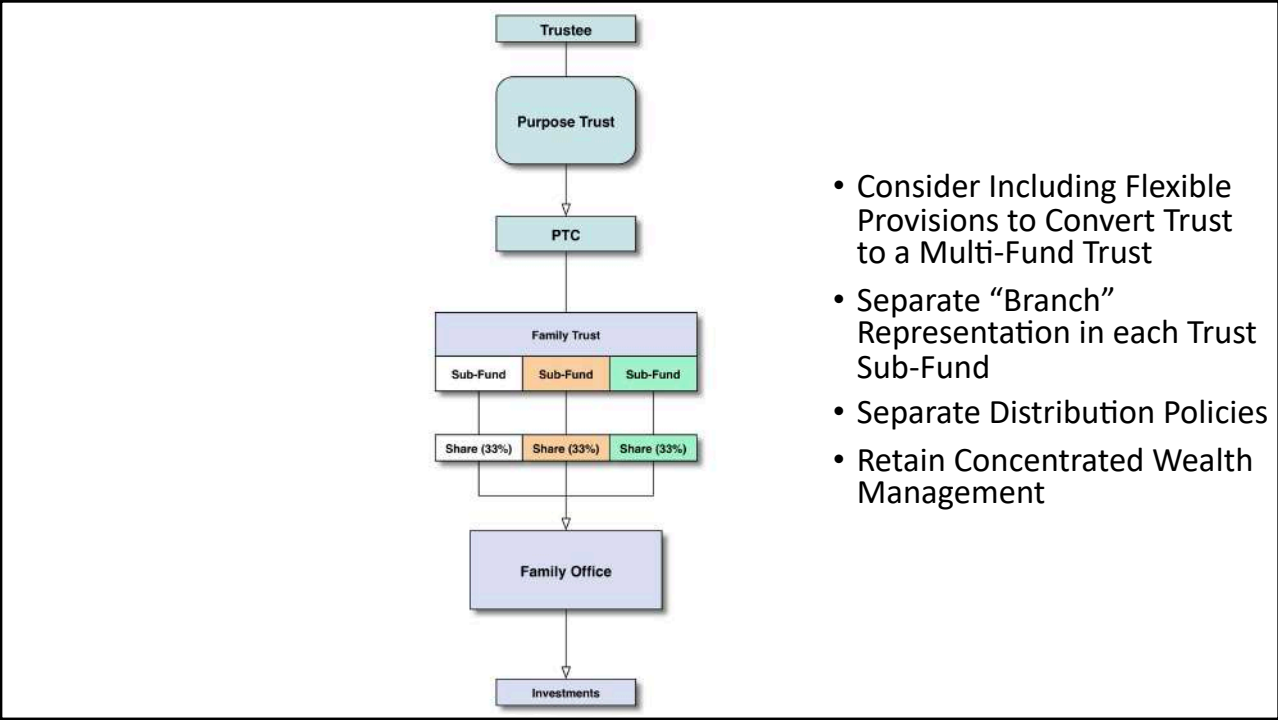 Trustee
Purpose Trust
PTC
Family Trust
Sub-Fund
Sub-Fund
Sub-Fund
Share (33%)
Share (33%)
Share (33%)
Family Office
Investments
• Consider Including Flexible
Provisions to Convert Trust
to a Multi-Fund Trust
• Separate “Branch”
Representation in each Trust
Sub-Fund
• Separate Distribution Policies
• Retain Concentrated Wealth
Management